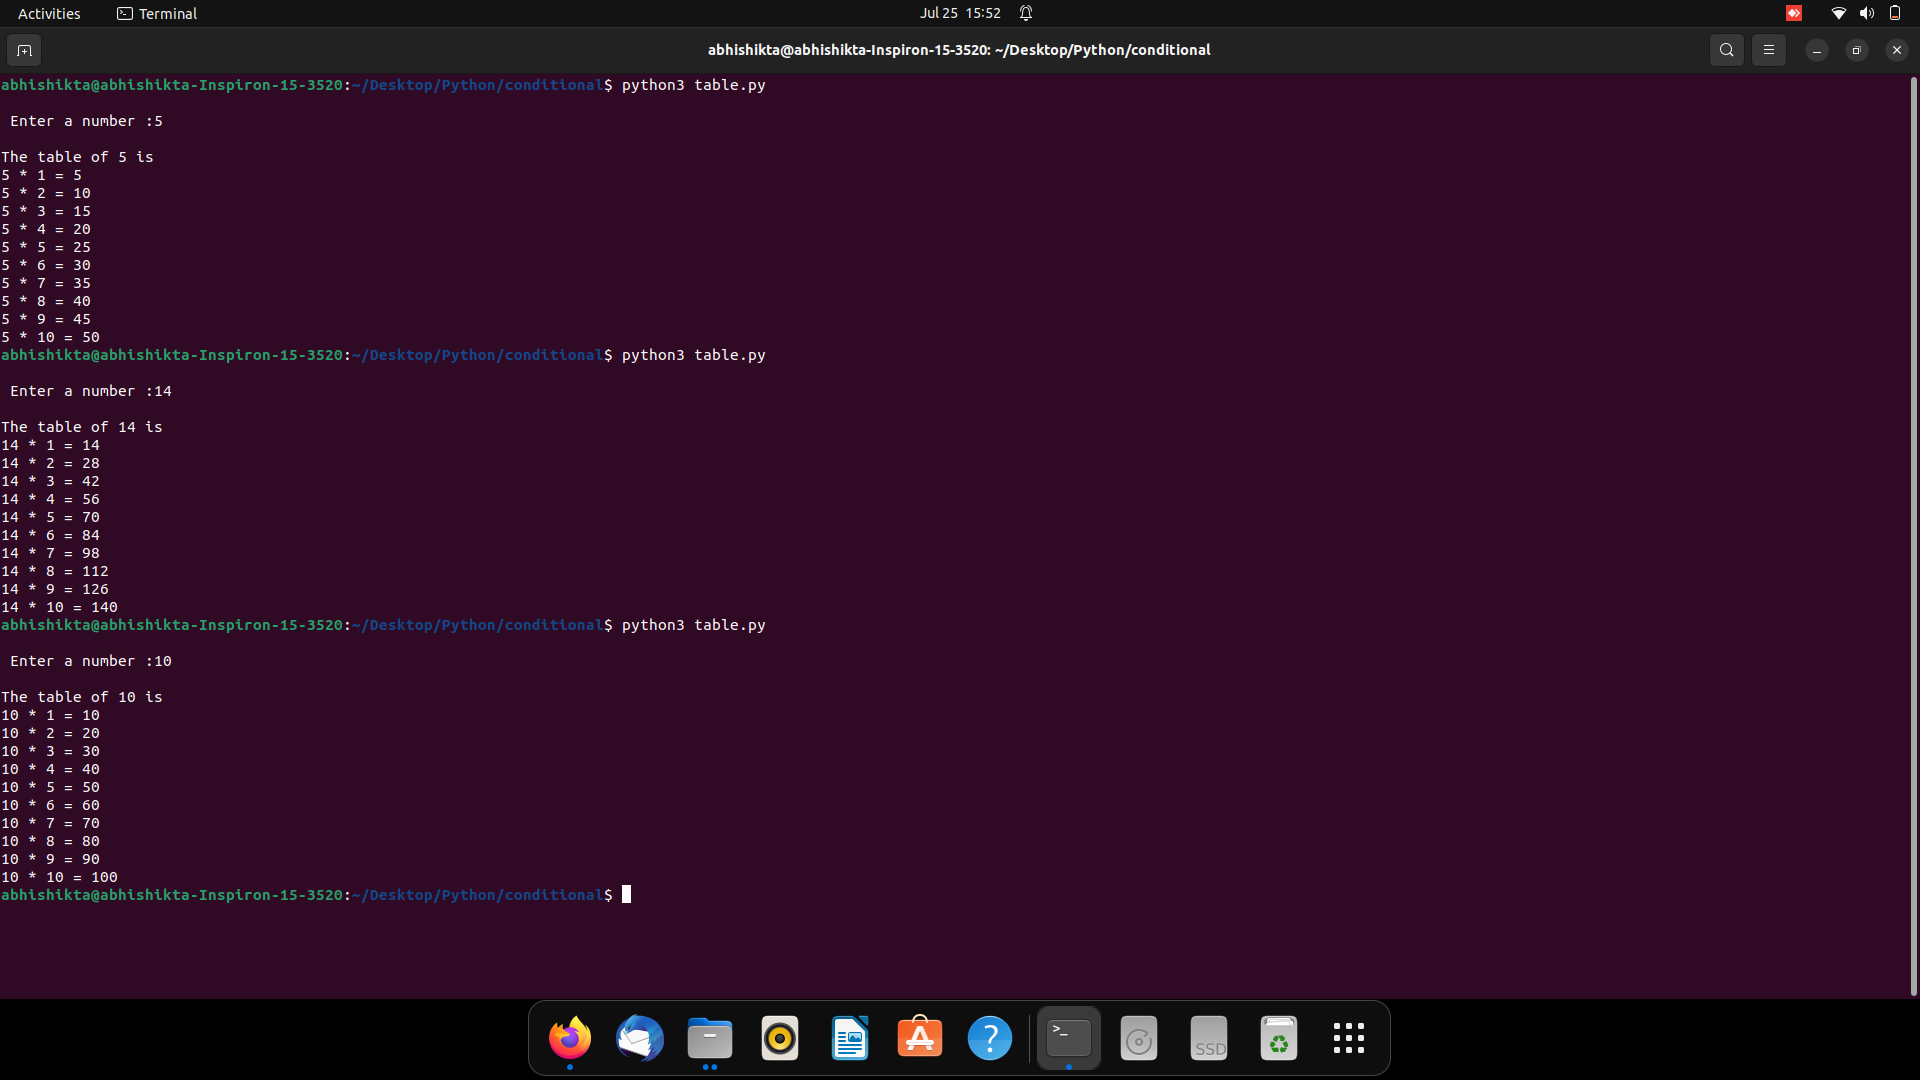 Activities
Terminal
Jul 25 15:52
abhishikta@abhishikta-Inspiron-15-3520: ~/Desktop/Python/conditional
abhishikta@abhishikta-Inspiron-15-3520:~/Desktop/Python/conditional$ python3 table.py
Enter a number :5
The table of 5 is
5 * 1 = 5
5 * 2 = 10
5 * 3 = 15
5 * 4 = 20
5 * 5 = 25
5 * 6 = 30
5 * 7 = 35
5 * 8 = 40
5 * 9 = 45
5 * 10 = 50
abhishikta@abhishikta-Inspiron-15-3520:~/Desktop/Python/conditional$ python3 table.py
Enter a number :14
The table of 14 is
14 * 1 = 14
14 * 2 = 28
14 * 3 = 42
14 * 4 = 56
14 * 5 = 70
14 * 6 = 84
14 * 7 = 98
14 * 8 = 112
14 * 9 = 126
14 * 10 = 140
abhishikta@abhishikta-Inspiron-15-3520:~/Desktop/Python/conditional$ python3 table.py
Enter a number :10
The table of 10 is
10 * 1 = 10
10 * 2 = 20
10 * 3 = 30
10 * 4 = 40
10 * 5 = 50
10 * 6 = 60
10 * 7 = 70
10 * 8 = 80
10 * 9 = 90
10 * 10 = 100
abhishikta@abhishikta-Inspiron-15-3520:~/Desktop/Python/conditional$
SSD